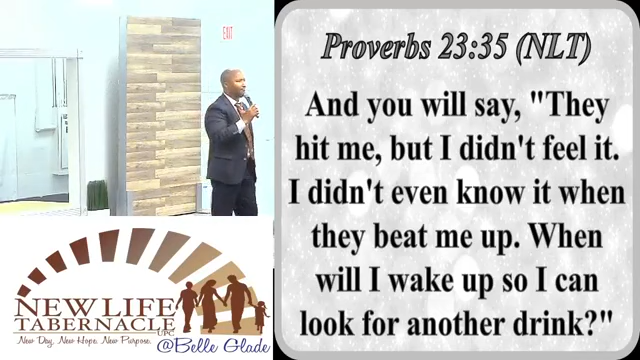 EXIT
Proverbs 23:35 (NLT)
And you will say, "They
hit me, but I didn't feel it.
I didn't even know it when
they beat me up. When
will I wake up so I can
look for another drink?"
NEW LIFE
TABERNACLE
UPC
New Day. New Hope. New Purpose.
@Belle Glade